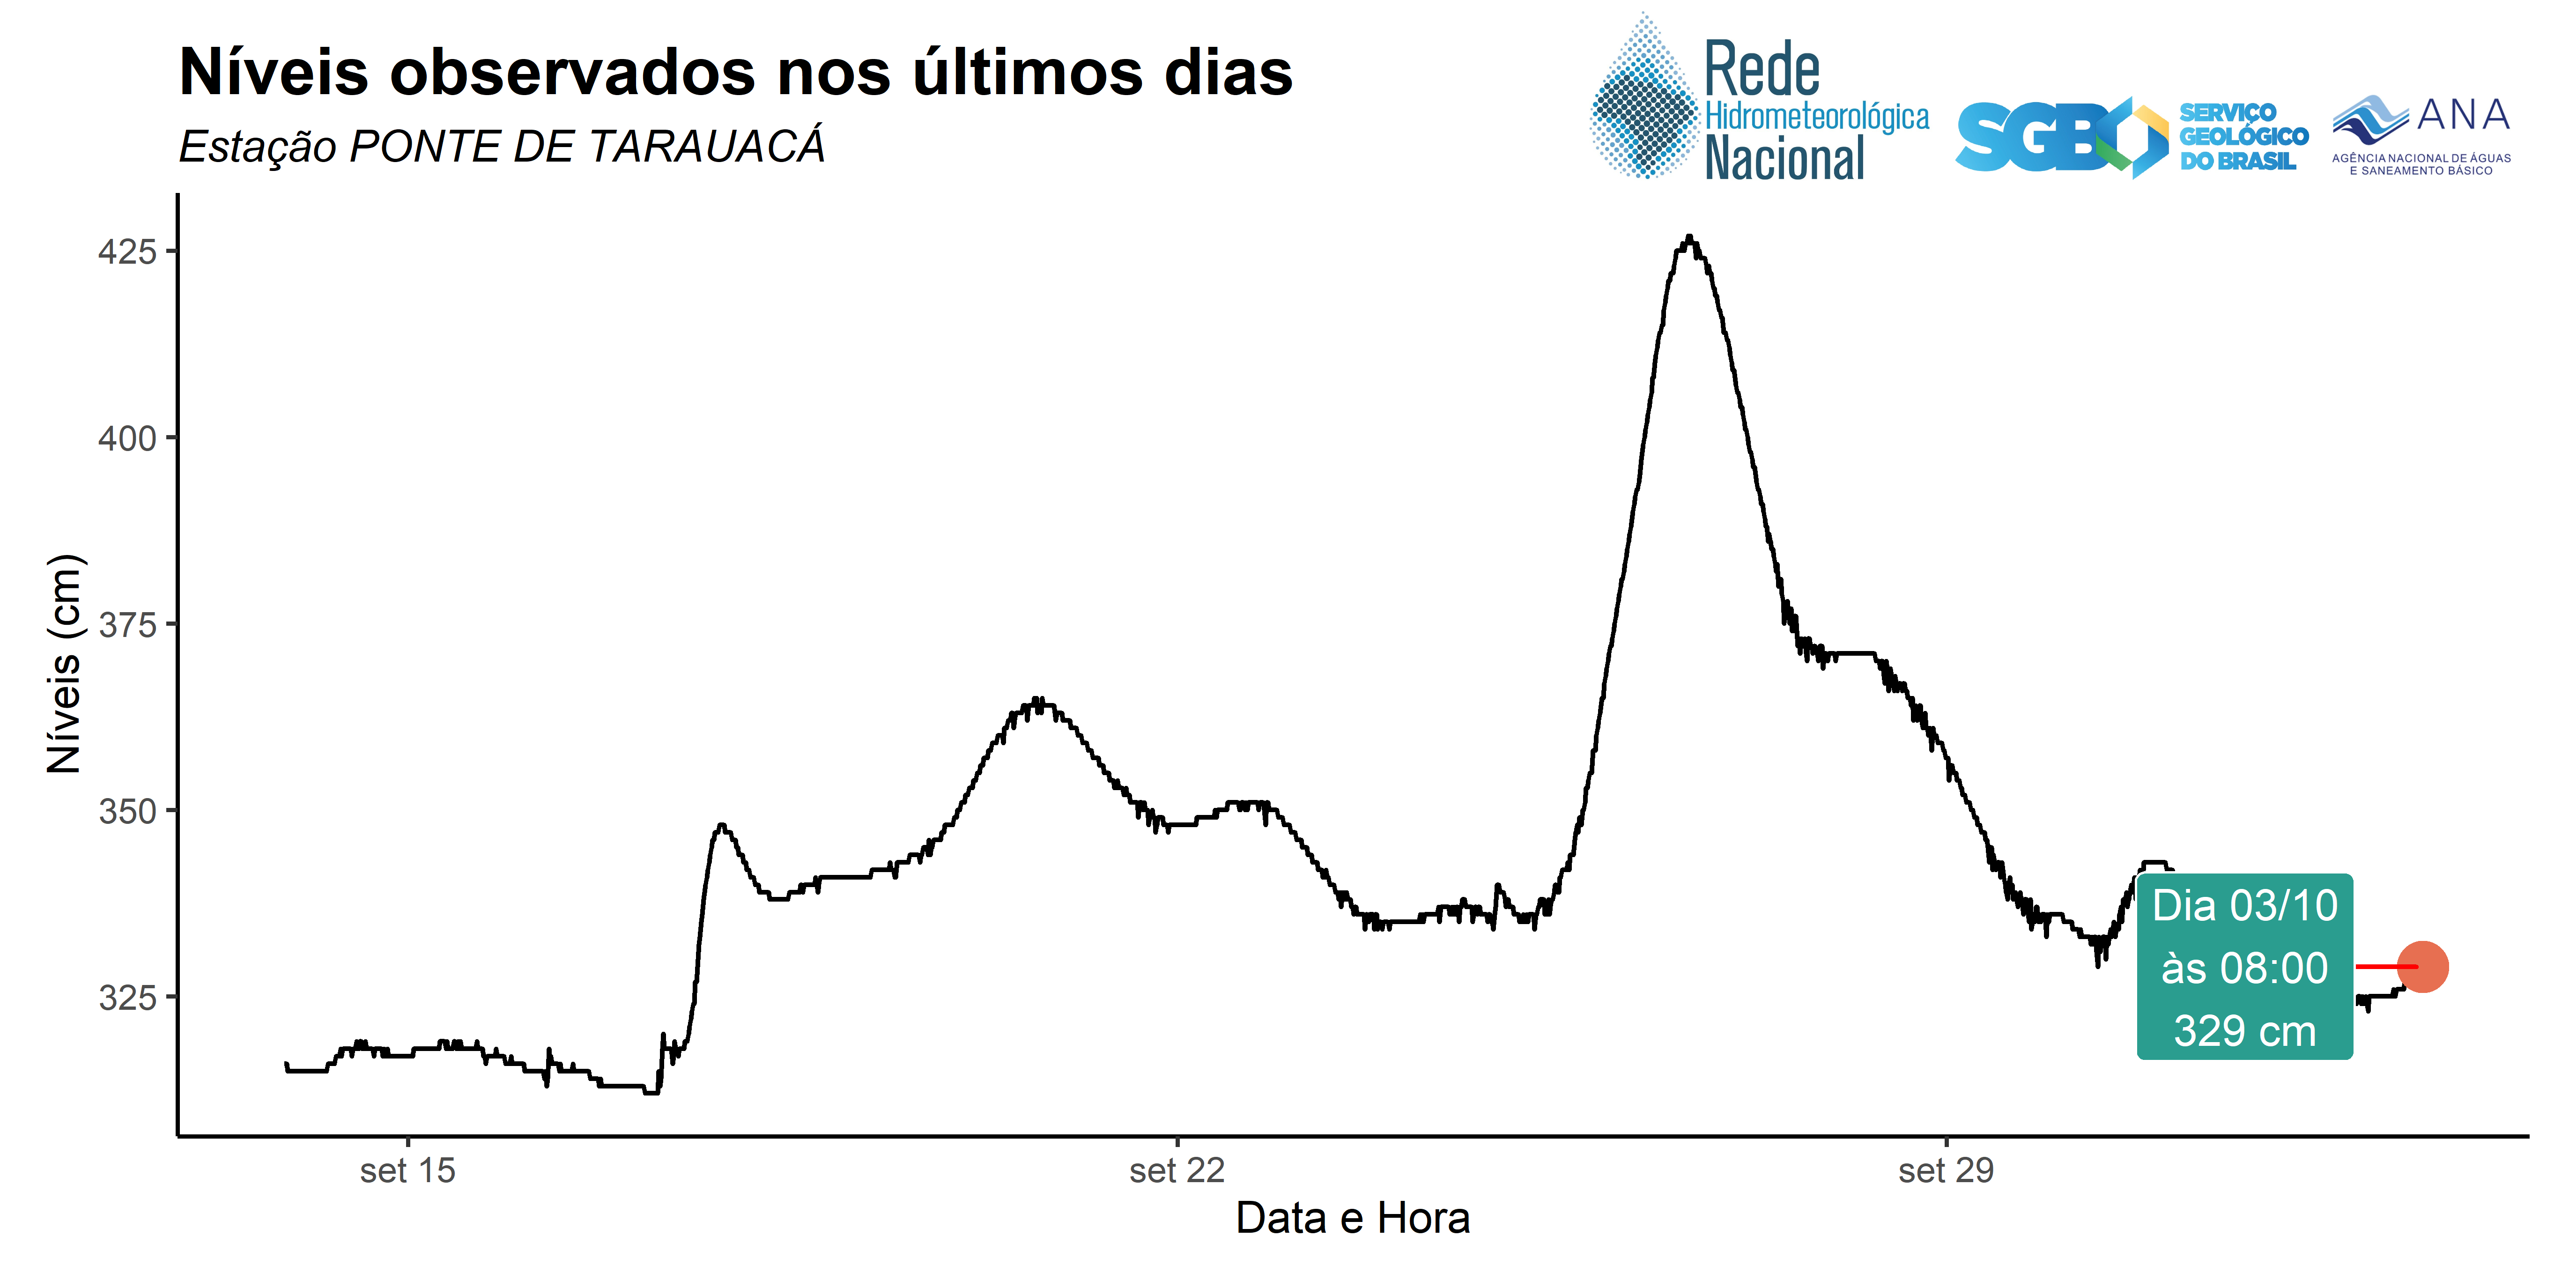 Níveis observados nos últimos dias
Estação PONTE DE TARAUACÁ
Rede
Hidrometeorológica
Nacional
SGB
SERVIÇO
GEOLÓGICO
DO BRASIL
ANA
AGÊNCIA NACIONAL DE ÁGUAS
E SANEAMENTO BÁSICO
Níveis (cm)
425
400
375
350
325
Dia 03/10
às 08:00
329 cm
set 15
set 22
set 29
Data e Hora